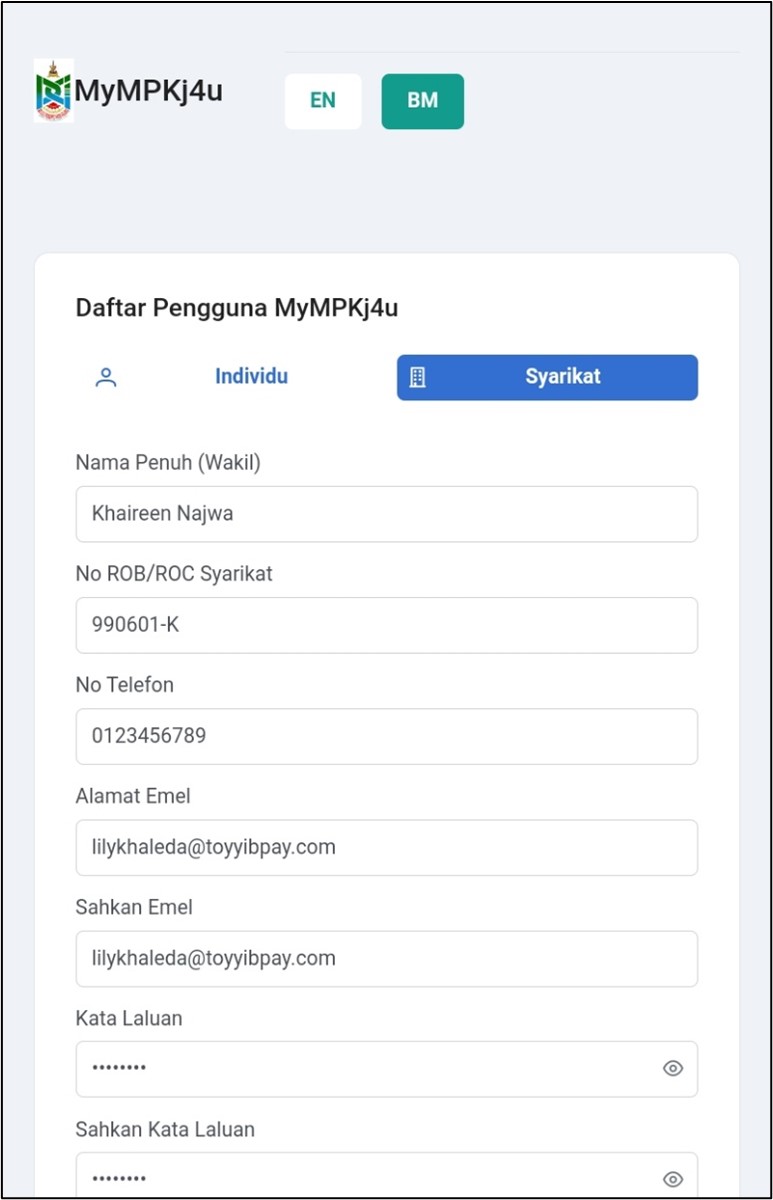 MyMPKj4u
EN
BM
Daftar Pengguna MyMPKj4u
Individu
Syarikat
Nama Penuh (Wakil)
Khaireen Najwa
No ROB/ROC Syarikat
990601-K
No Telefon
0123456789
Alamat Emel
lilykhaleda@toyyibpay.com
Sahkan Emel
lilykhaleda@toyyibpay.com
Kata Laluan
••••••••
Sahkan Kata Laluan
••••••••